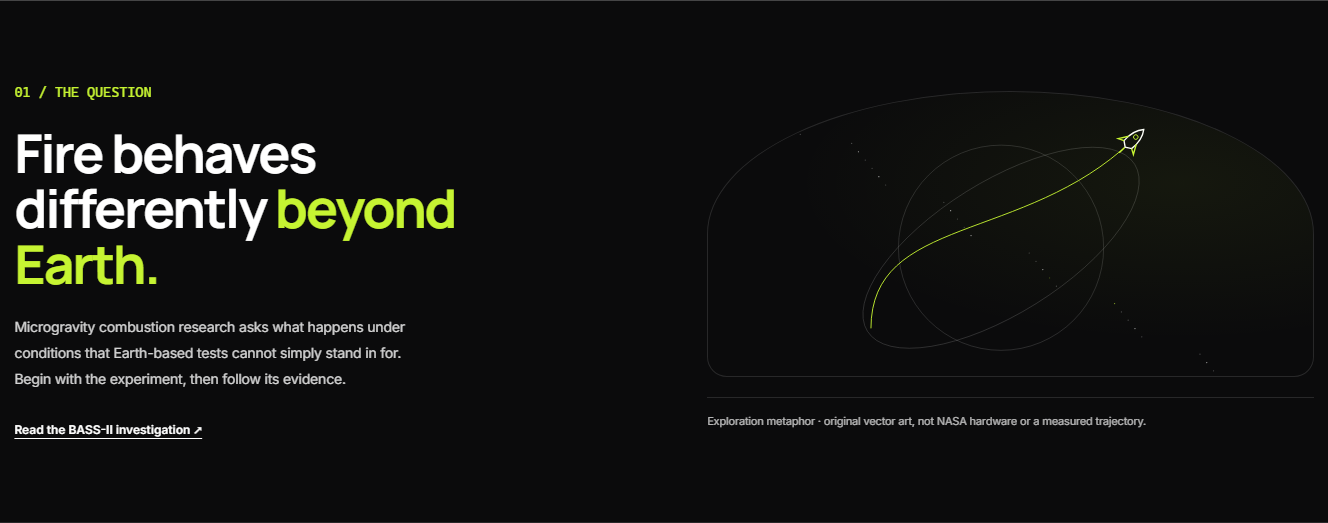 01 / THE QUESTION
Fire behaves
differently beyond
Earth.
Microgravity combustion research asks what happens under
conditions that Earth-based tests cannot simply stand in for.
Begin with the experiment, then follow its evidence.
Read the BASS-II investigation ↗
Exploration metaphor · original vector art, not NASA hardware or a measured trajectory.